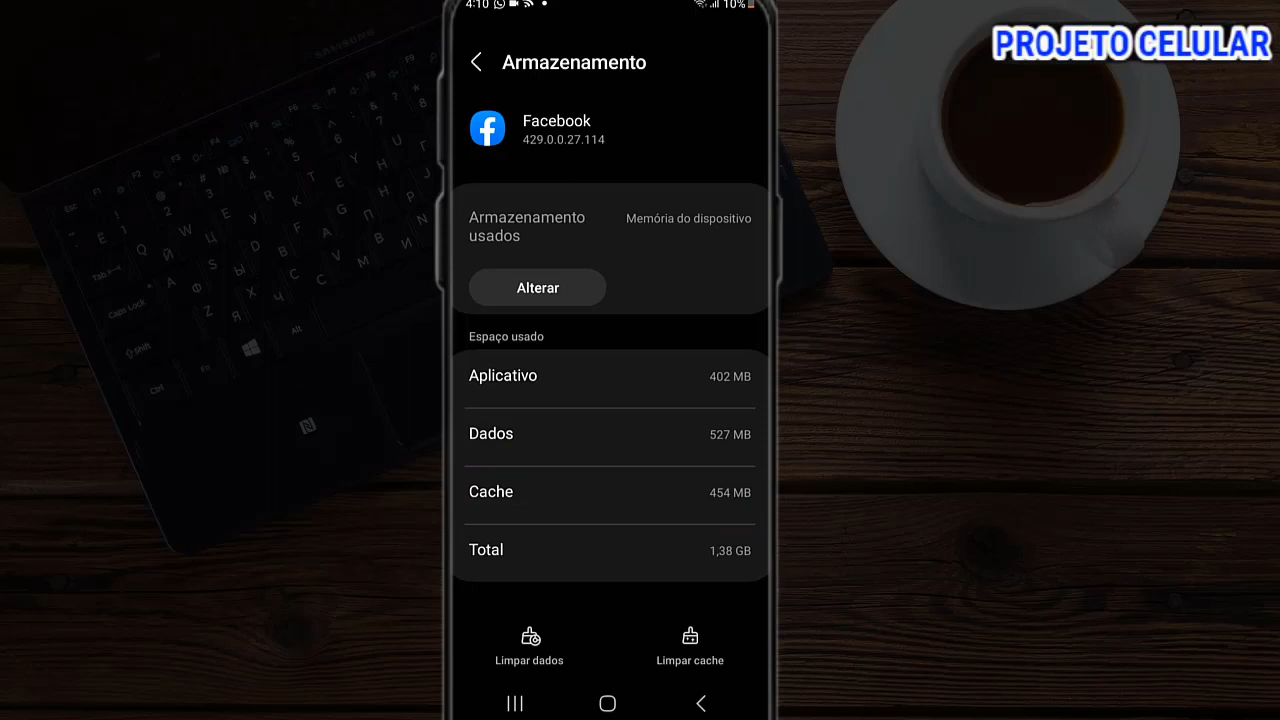 4:10
10%
PROJETO CELULAR
Armazenamento
Facebook
429.0.0.27.114
Armazenamento
usados
Memória do dispositivo
Alterar
Espaço usado
Aplicativo
402 MB
Dados
527 MB
Cache
454 MB
Total
1,38 GB
Limpar dados
Limpar cache